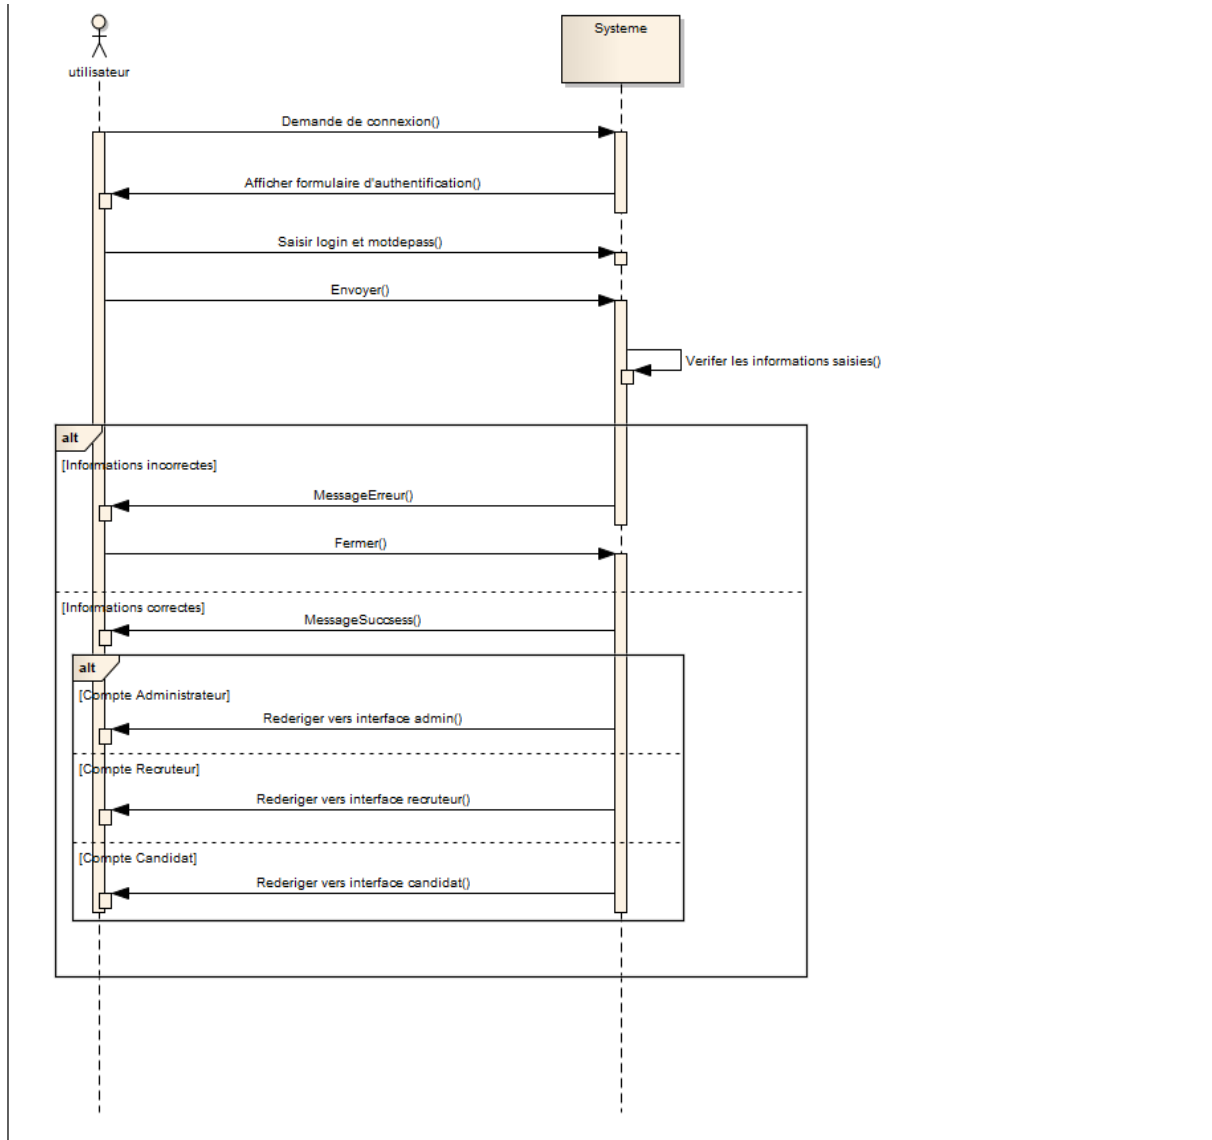 utilisateur
Systeme
Demande de connexion()
Afficher formulaire d'authentification()
Saisir login et motdepass()
Envoyer()
Verifer les informations saisies()
alt
[Informations incorrectes]
MessageErreur()
Fermer()
[Informations correctes]
MessageSuccsess()
alt
[Compte Administrateur]
Rederiger vers interface admin()
[Compte Recruteur]
Rederiger vers interface recruteur()
[Compte Candidat]
Rederiger vers interface candidat()